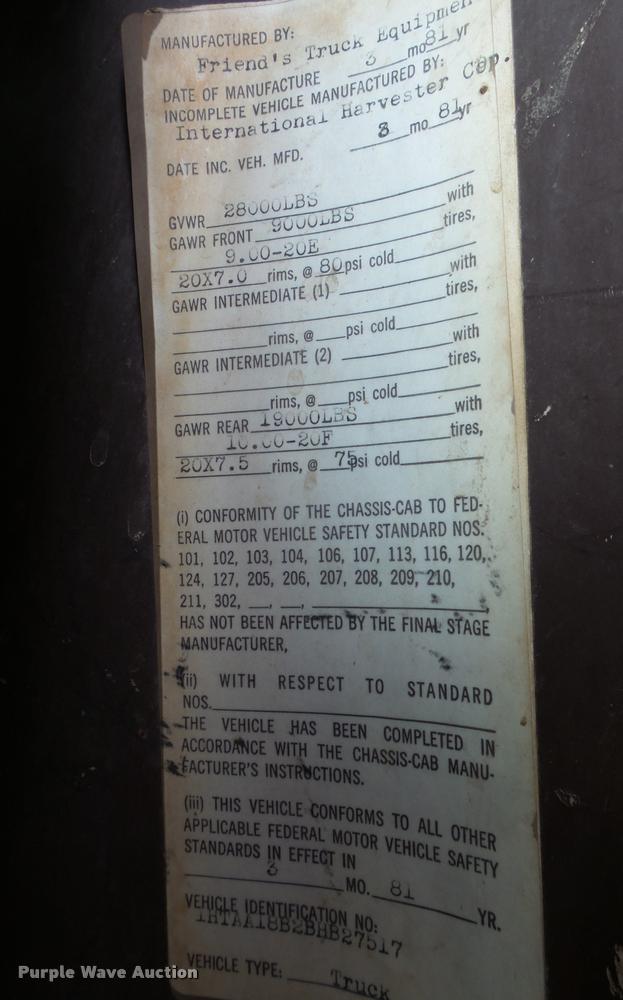 MANUFACTURED BY:
Friend's Truck Equipmen
DATE OF MANUFACTURE 3 mo 81 yr
INCOMPLETE VEHICLE MANUFACTURED BY:
International Harvester Cop.
DATE INC. VEH. MFD. 3 mo 81 yr
GVWR 28000LBS with
GAWR FRONT 9000LBS tires,
9.00-20E
20X7.0 rims, @ 80 psi cold with
GAWR INTERMEDIATE (1) tires,
rims, @ psi cold with
GAWR INTERMEDIATE (2) tires,
rims, @ psi cold with
GAWR REAR 19000LBS tires,
10.00-20F
20X7.5 rims, @ 75 psi cold
(i) CONFORMITY OF THE CHASSIS-CAB TO FED-
ERAL MOTOR VEHICLE SAFETY STANDARD NOS.
101, 102, 103, 104, 106, 107, 113, 116, 120,
124, 127, 205, 206, 207, 208, 209, 210,
211, 302, __, __, ____
HAS NOT BEEN AFFECTED BY THE FINAL STAGE
MANUFACTURER,
(ii) WITH RESPECT TO STANDARD
NOS.
THE VEHICLE HAS BEEN COMPLETED IN
ACCORDANCE WITH THE CHASSIS-CAB MANU-
FACTURER'S INSTRUCTIONS.
(iii) THIS VEHICLE CONFORMS TO ALL OTHER
APPLICABLE FEDERAL MOTOR VEHICLE SAFETY
STANDARDS IN EFFECT IN
3 MO. 81 YR.
VEHICLE IDENTIFICATION NO:
1HTAA18B2BHB27517
VEHICLE TYPE: Truck
Purple Wave Auction